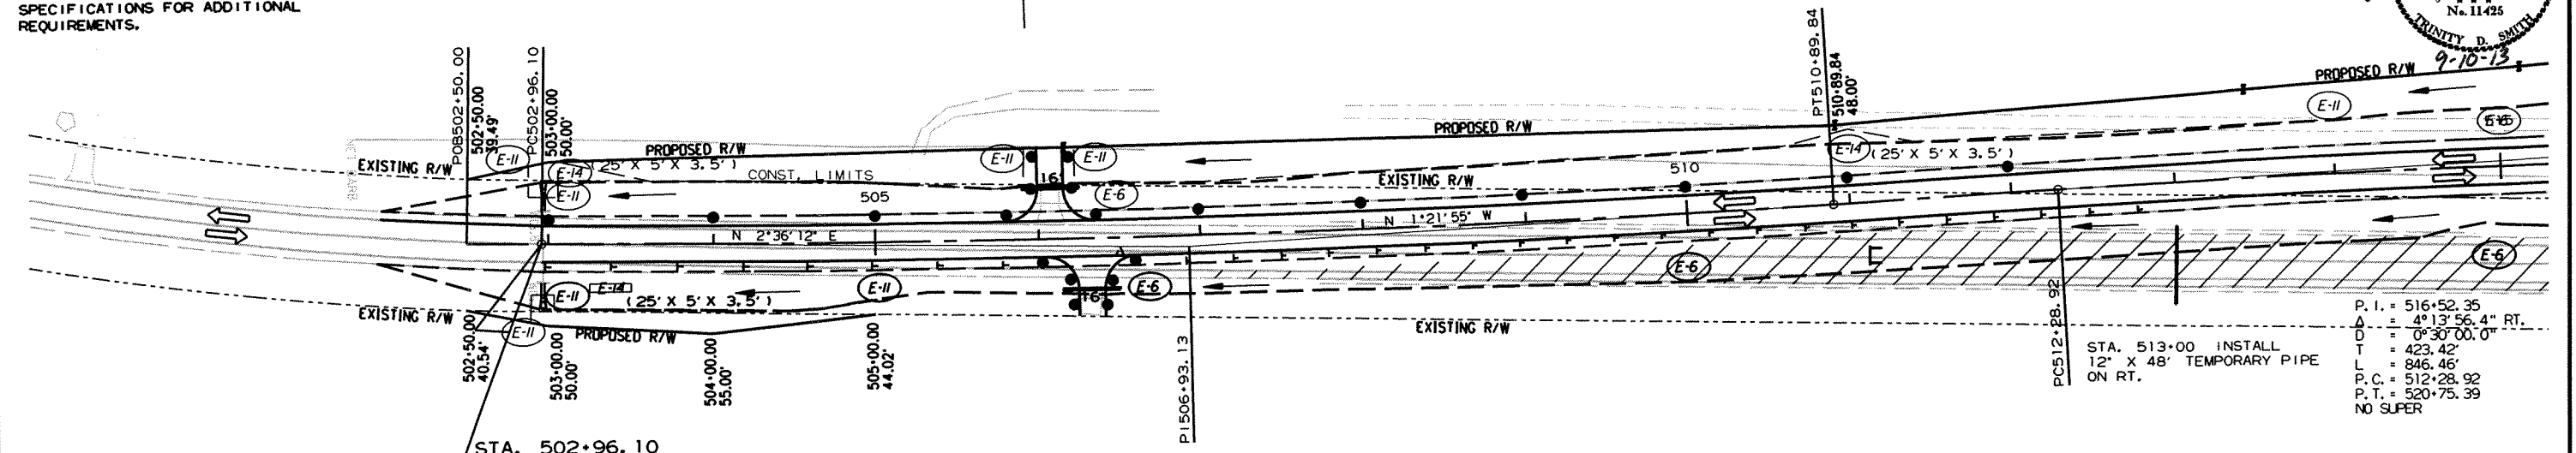 SPECIFICATIONS FOR ADDITIONAL
REQUIREMENTS.
No. 11425
TRINITY D. SMITH
9-10-13
POB502+50.00
502+50.00
39.49'
PC502+96.10
503+00.00
50.00'
PT510+89.84
510+89.84
48.00'
PROPOSED R/W
E-11
PROPOSED R/W
E-11
E-11
E-11
PROPOSED R/W
EXISTING R/W
E-14
(25' X 5' X 3.5')
E-14
(25' X 5' X 3.5')
CONST. LIMITS
16'
EXISTING R/W
510
E-11
505
E-6
N 2°36'12" E
N 1°21'55" W
E-6
E-6
E-11
E-14
(25' X 5' X 3.5')
E-11
16'
E-6
EXISTING R/W
E-11
PROPOSED R/W
EXISTING R/W
502+50.00
40.54'
503+00.00
50.00'
504+00.00
55.00'
505+00.00
44.02'
PI506+93.13
PC512+28.92
STA. 513+00 INSTALL
12" X 48' TEMPORARY PIPE
ON RT.
P.I. = 516+52.35
Δ = 4°13'56.4" RT.
D = 0°30'00.0"
T = 423.42'
L = 846.46'
P.C. = 512+28.92
P.T. = 520+75.39
NO SUPER
STA. 502+96.10